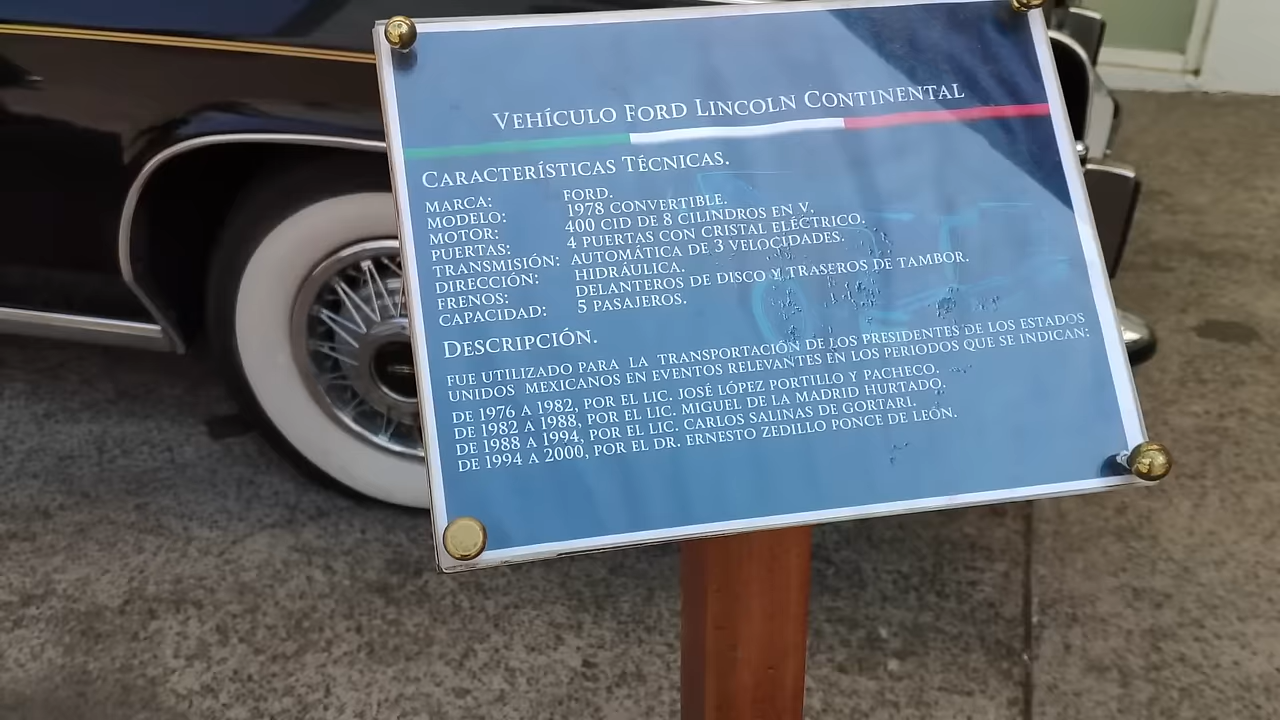 VEHÍCULO FORD LINCOLN CONTINENTAL
CARACTERÍSTICAS TÉCNICAS.
MARCA: FORD.
MODELO: 1978 CONVERTIBLE.
MOTOR: 400 CID DE 8 CILINDROS EN V,
PUERTAS: 4 PUERTAS CON CRISTAL ELÉCTRICO.
TRANSMISIÓN: AUTOMÁTICA DE 3 VELOCIDADES.
DIRECCIÓN: HIDRÁULICA.
FRENOS: DELANTEROS DE DISCO Y TRASEROS DE TAMBOR.
CAPACIDAD: 5 PASAJEROS.
DESCRIPCIÓN.
FUE UTILIZADO PARA LA TRANSPORTACIÓN DE LOS PRESIDENTES DE LOS ESTADOS
UNIDOS MEXICANOS EN EVENTOS RELEVANTES EN LOS PERIODOS QUE SE INDICAN:
DE 1976 A 1982, POR EL LIC. JOSÉ LÓPEZ PORTILLO Y PACHECO.
DE 1982 A 1988, POR EL LIC. MIGUEL DE LA MADRID HURTADO.
DE 1988 A 1994, POR EL LIC. CARLOS SALINAS DE GORTARI.
DE 1994 A 2000, POR EL DR. ERNESTO ZEDILLO PONCE DE LEÓN.